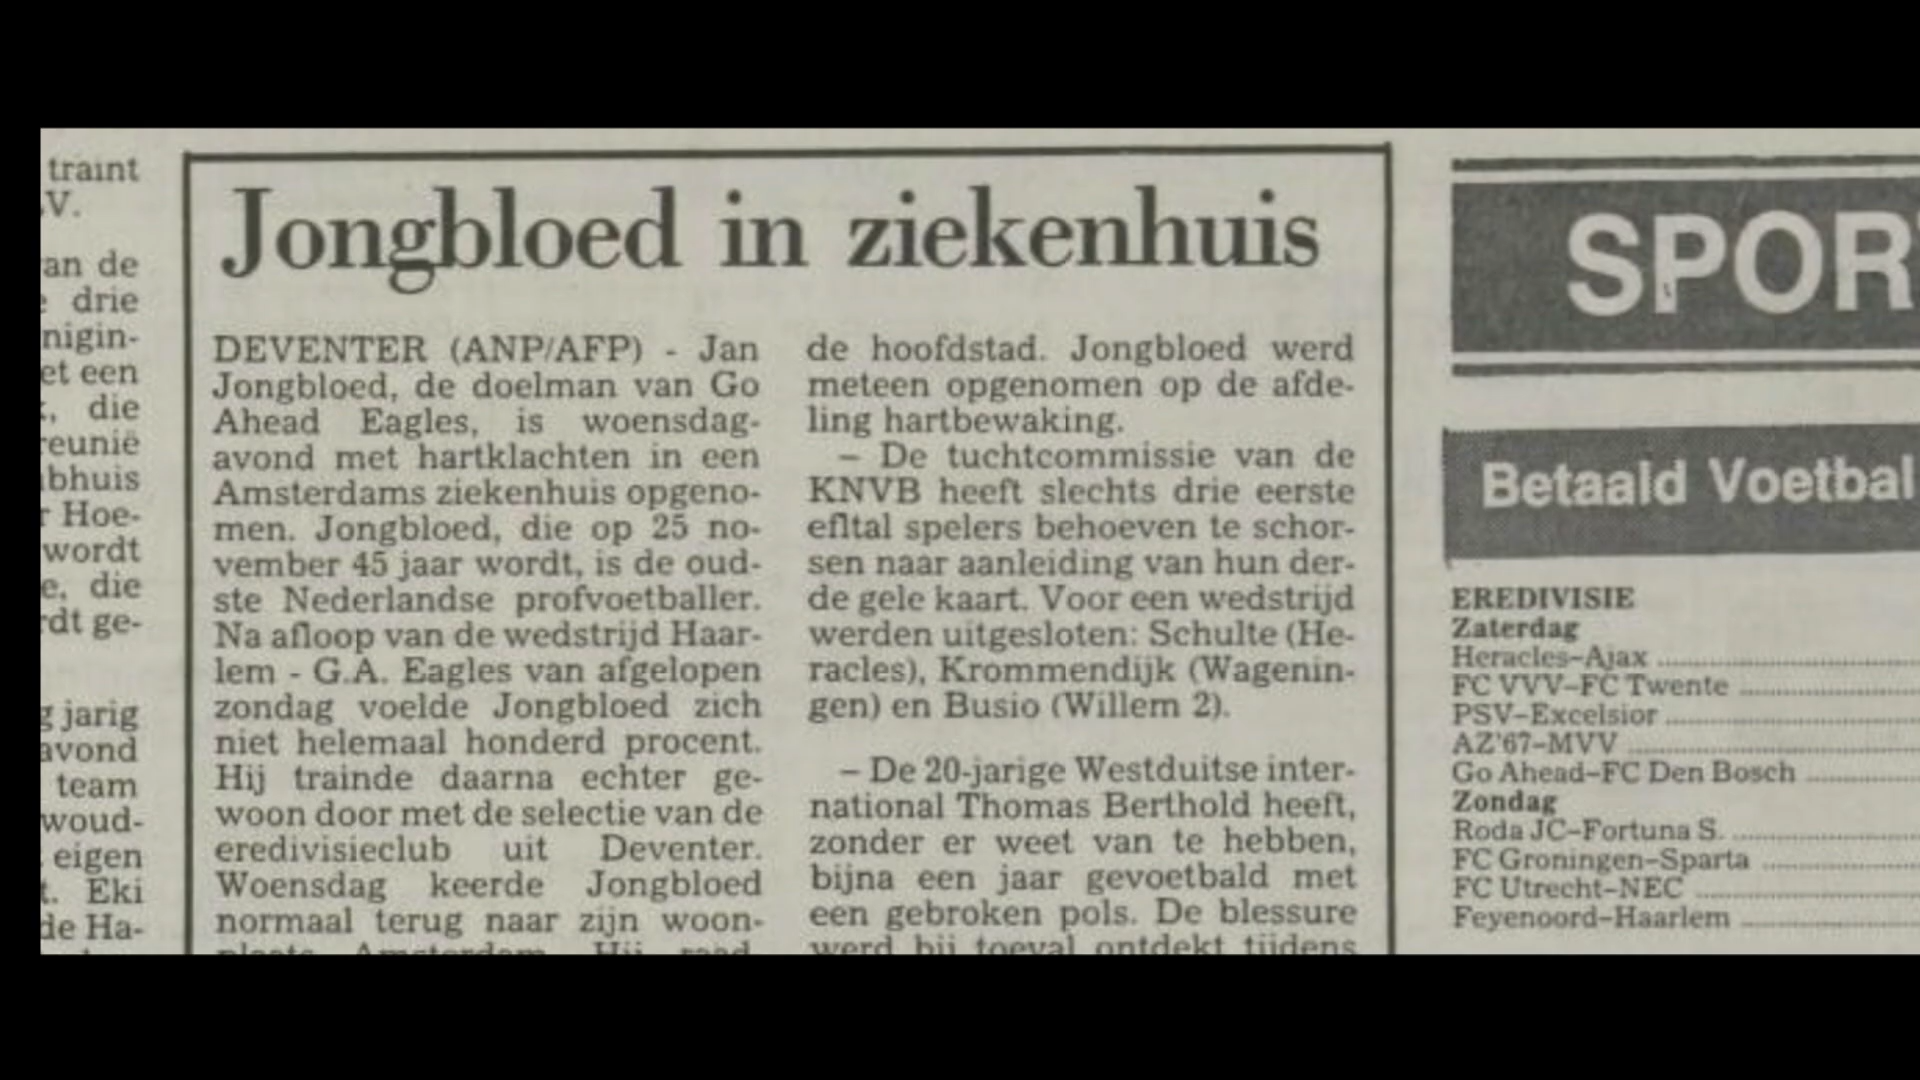 traint
.V.
an de
drie
nigin-
et een
, die
reunië
bhuis
r Hoe-
wordt
e, die
rdt ge-
g jarig
avond
team
woud-
eigen
t. Eki
de Ha-
Jongbloed in ziekenhuis
DEVENTER (ANP/AFP) - Jan
Jongbloed, de doelman van Go
Ahead Eagles, is woensdag-
avond met hartklachten in een
Amsterdams ziekenhuis opgeno-
men. Jongbloed, die op 25 no-
vember 45 jaar wordt, is de oud-
ste Nederlandse profvoetballer.
Na afloop van de wedstrijd Haar-
lem - G.A. Eagles van afgelopen
zondag voelde Jongbloed zich
niet helemaal honderd procent.
Hij trainde daarna echter ge-
woon door met de selectie van de
eredivisieclub uit Deventer.
Woensdag keerde Jongbloed
normaal terug naar zijn woon-
plaats Amsterdam. Hij raad-
de hoofdstad. Jongbloed werd
meteen opgenomen op de afde-
ling hartbewaking.
– De tuchtcommissie van de
KNVB heeft slechts drie eerste
efltal spelers behoeven te schor-
sen naar aanleiding van hun der-
de gele kaart. Voor een wedstrijd
werden uitgesloten: Schulte (He-
racles), Krommendijk (Wagenin-
gen) en Busio (Willem 2).
– De 20-jarige Westduitse inter-
national Thomas Berthold heeft,
zonder er weet van te hebben,
bijna een jaar gevoetbald met
een gebroken pols. De blessure
werd bij toeval ontdekt tijdens
SPORT
Betaald Voetbal
EREDIVISIE
Zaterdag
Heracles–Ajax
FC VVV–FC Twente
PSV–Excelsior
AZ'67–MVV
Go Ahead–FC Den Bosch
Zondag
Roda JC–Fortuna S.
FC Groningen–Sparta
FC Utrecht–NEC
Feyenoord–Haarlem